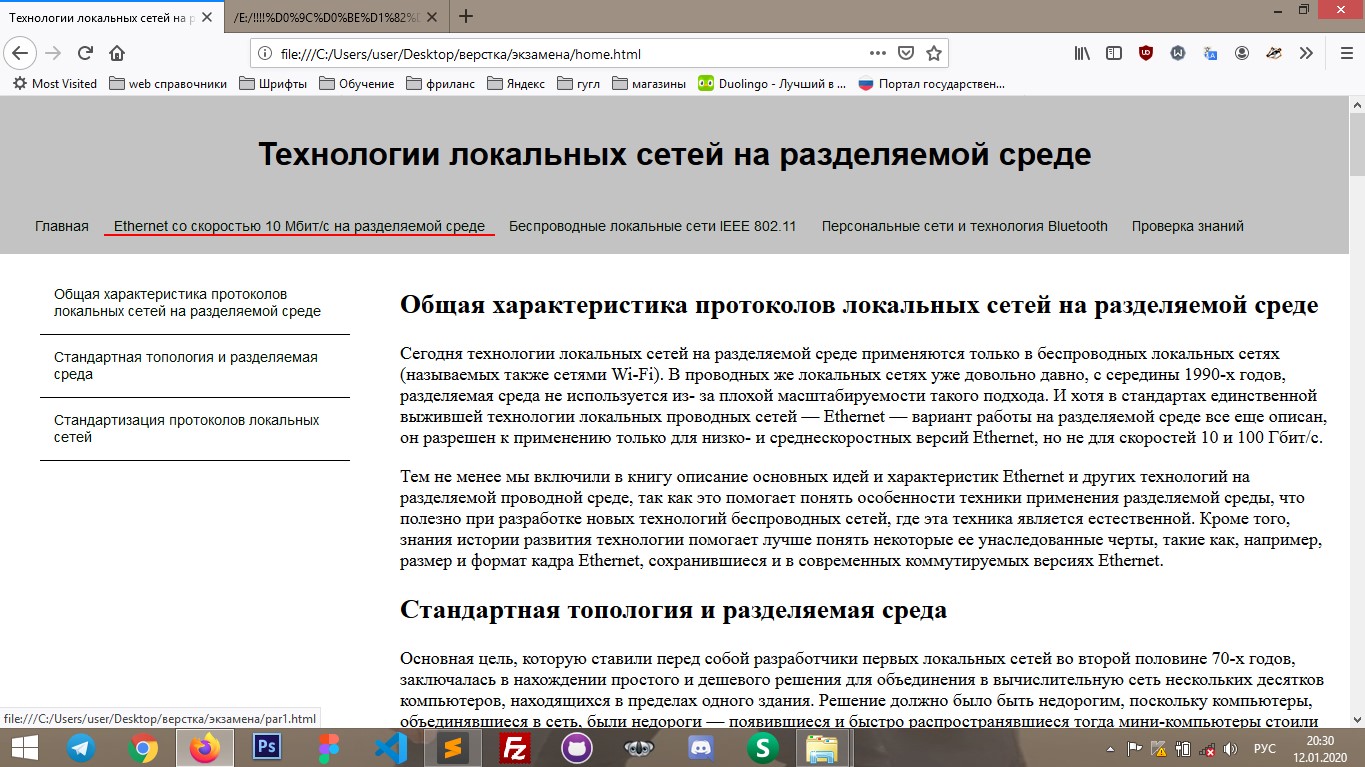 Технологии локальных сетей на р
/E:/!!!!%D0%9C%D0%BE%D1%82%D
file:///C:/Users/user/Desktop/верстка/экзамена/home.html
Most Visited web справочники Шрифты Обучение фриланс Яндекс гугл магазины Duolingo - Лучший в ... Портал государствен...
Технологии локальных сетей на разделяемой среде
Главная Ethernet со скоростью 10 Мбит/с на разделяемой среде Беспроводные локальные сети IEEE 802.11 Персональные сети и технология Bluetooth Проверка знаний
Общая характеристика протоколов
локальных сетей на разделяемой среде
Стандартная топология и разделяемая
среда
Стандартизация протоколов локальных
сетей
Общая характеристика протоколов локальных сетей на разделяемой среде
Сегодня технологии локальных сетей на разделяемой среде применяются только в беспроводных локальных сетях
(называемых также сетями Wi-Fi). В проводных же локальных сетях уже довольно давно, с середины 1990-х годов,
разделяемая среда не используется из- за плохой масштабируемости такого подхода. И хотя в стандартах единственной
выжившей технологии локальных проводных сетей — Ethernet — вариант работы на разделяемой среде все еще описан,
он разрешен к применению только для низко- и среднескоростных версий Ethernet, но не для скоростей 10 и 100 Гбит/с.
Тем не менее мы включили в книгу описание основных идей и характеристик Ethernet и других технологий на
разделяемой проводной среде, так как это помогает понять особенности техники применения разделяемой среды, что
полезно при разработке новых технологий беспроводных сетей, где эта техника является естественной. Кроме того,
знания истории развития технологии помогает лучше понять некоторые ее унаследованные черты, такие как, например,
размер и формат кадра Ethernet, сохранившиеся и в современных коммутируемых версиях Ethernet.
Стандартная топология и разделяемая среда
Основная цель, которую ставили перед собой разработчики первых локальных сетей во второй половине 70-х годов,
заключалась в нахождении простого и дешевого решения для объединения в вычислительную сеть нескольких десятков
компьютеров, находящихся в пределах одного здания. Решение должно было быть недорогим, поскольку компьютеры,
объединявшиеся в сеть, были недороги — появившиеся и быстро распространявшиеся тогда мини-компьютеры стоили
file:///C:/Users/user/Desktop/верстка/экзамена/par1.html
Ps
Fz
S
РУС
20:30
12.01.2020